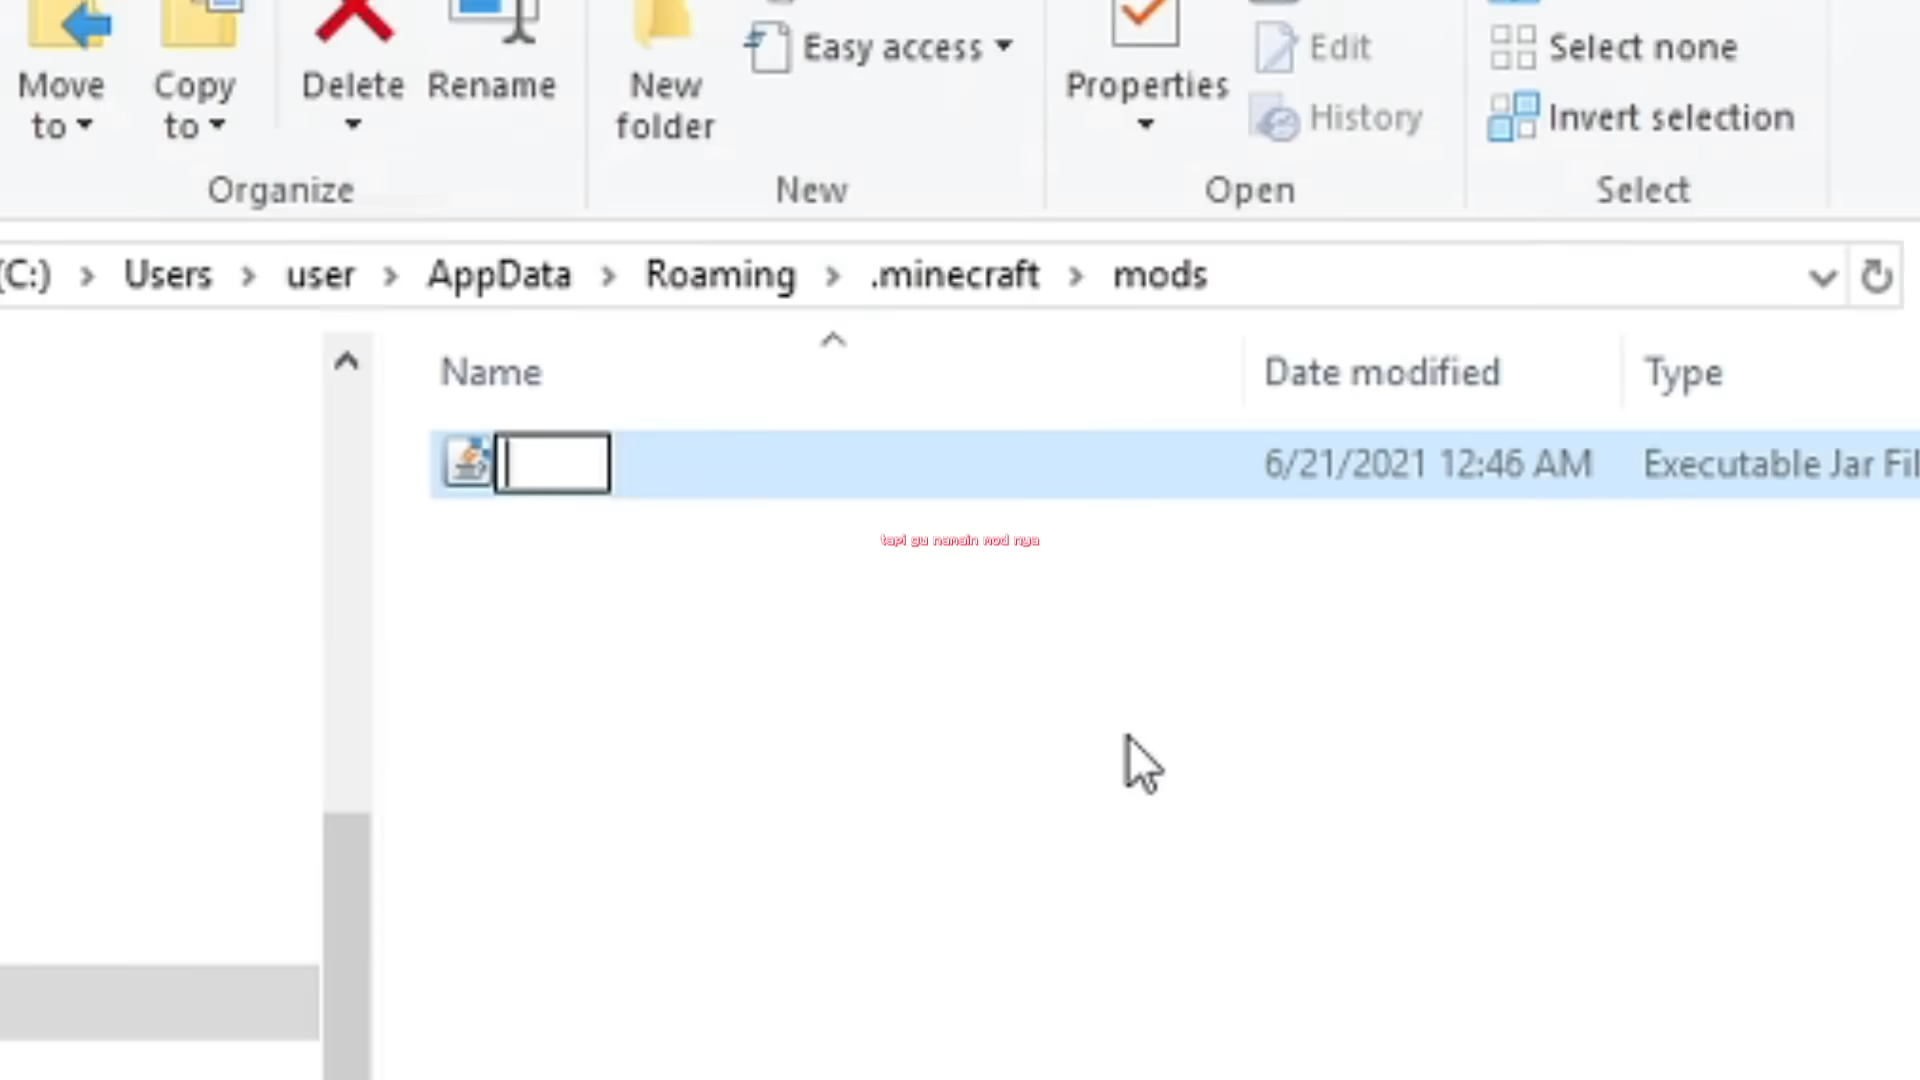 Move to
Copy to
Delete
Rename
New folder
Easy access
Properties
Edit
History
Select none
Invert selection
Organize
New
Open
Select
(C:) > Users > user > AppData > Roaming > .minecraft > mods
Name
Date modified
Type
6/21/2021 12:46 AM
Executable Jar Fil
tapi gu namain mod nya